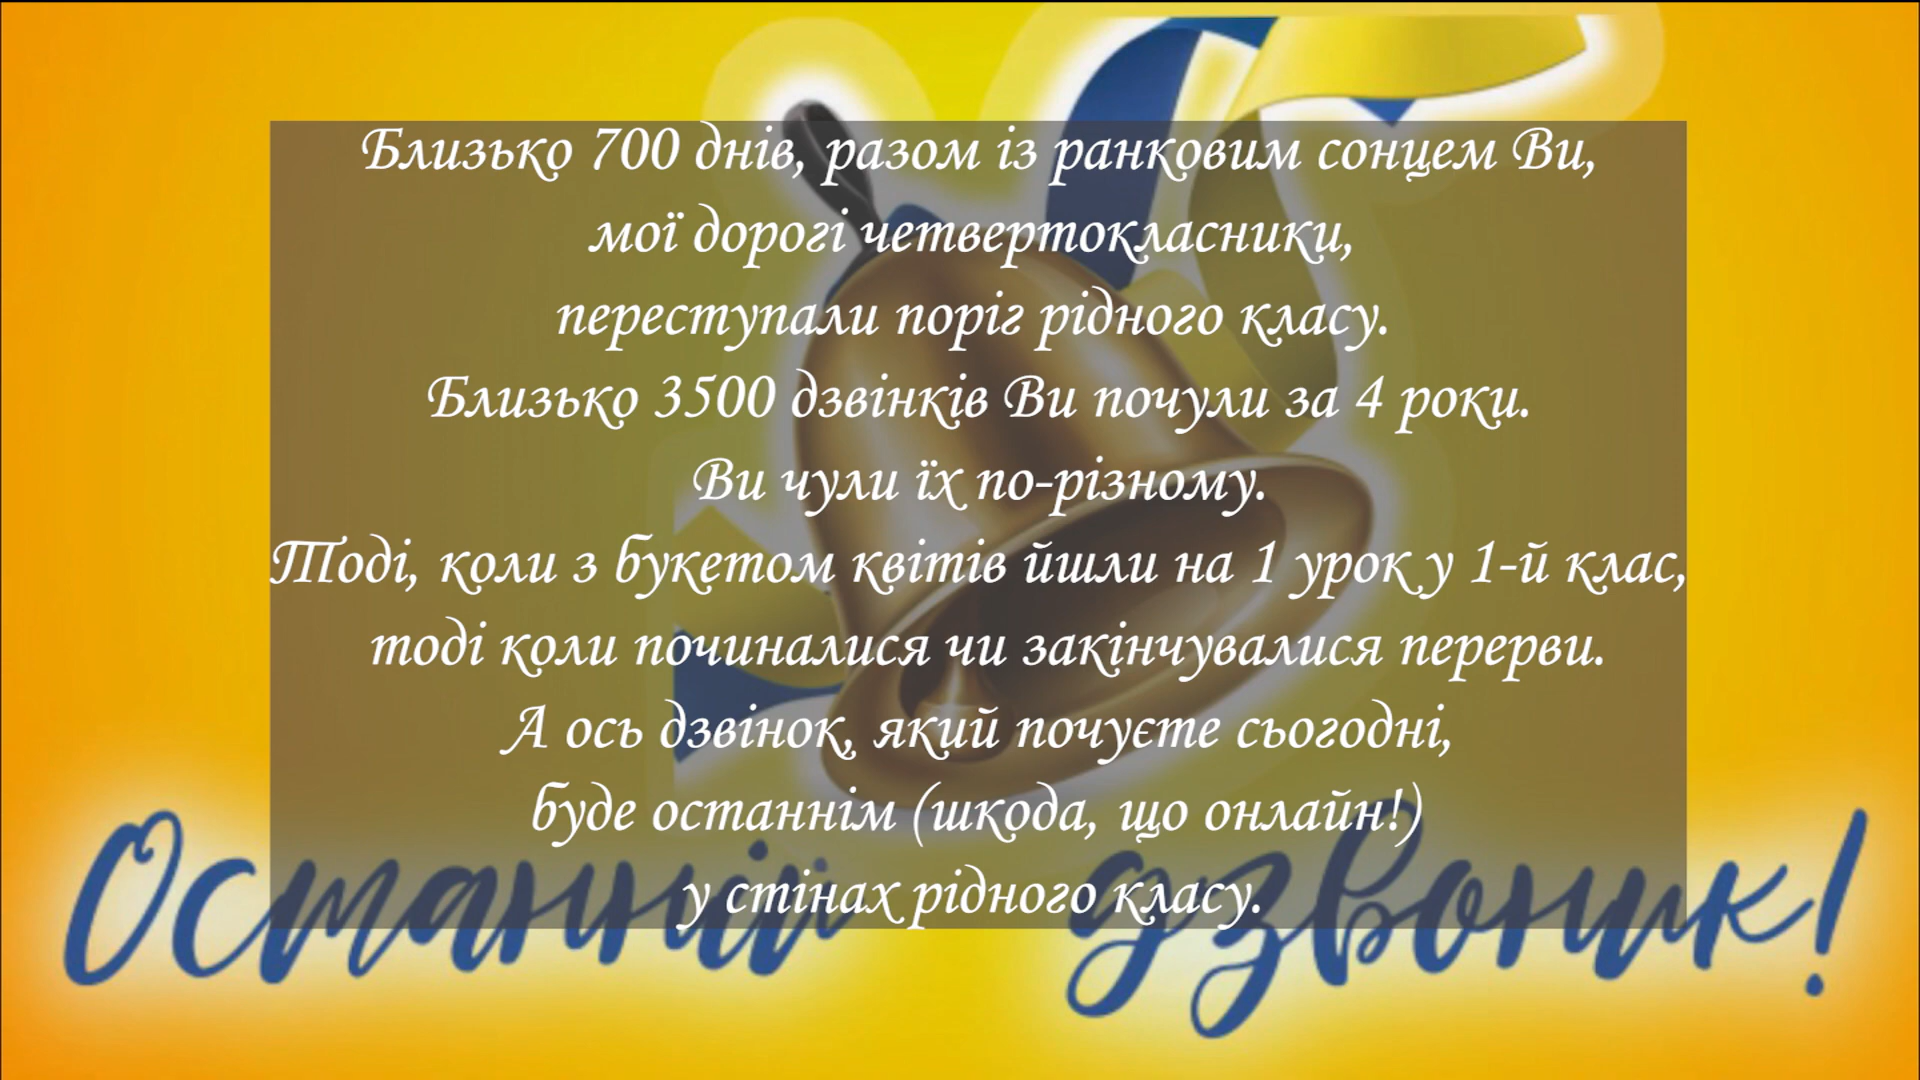 Близько 700 днів, разом із ранковим сонцем Ви,
мої дорогі четвертокласники,
переступали поріг рідного класу.
Близько 3500 дзвінків Ви почули за 4 роки.
Ви чули їх по-різному.
Тоді, коли з букетом квітів йшли на 1 урок у 1-й клас,
тоді коли починалися чи закінчувалися перерви.
А ось дзвінок, який почуєте сьогодні,
буде останнім (шкода, що онлайн!)
у стінах рідного класу.
Останній дзвоник!